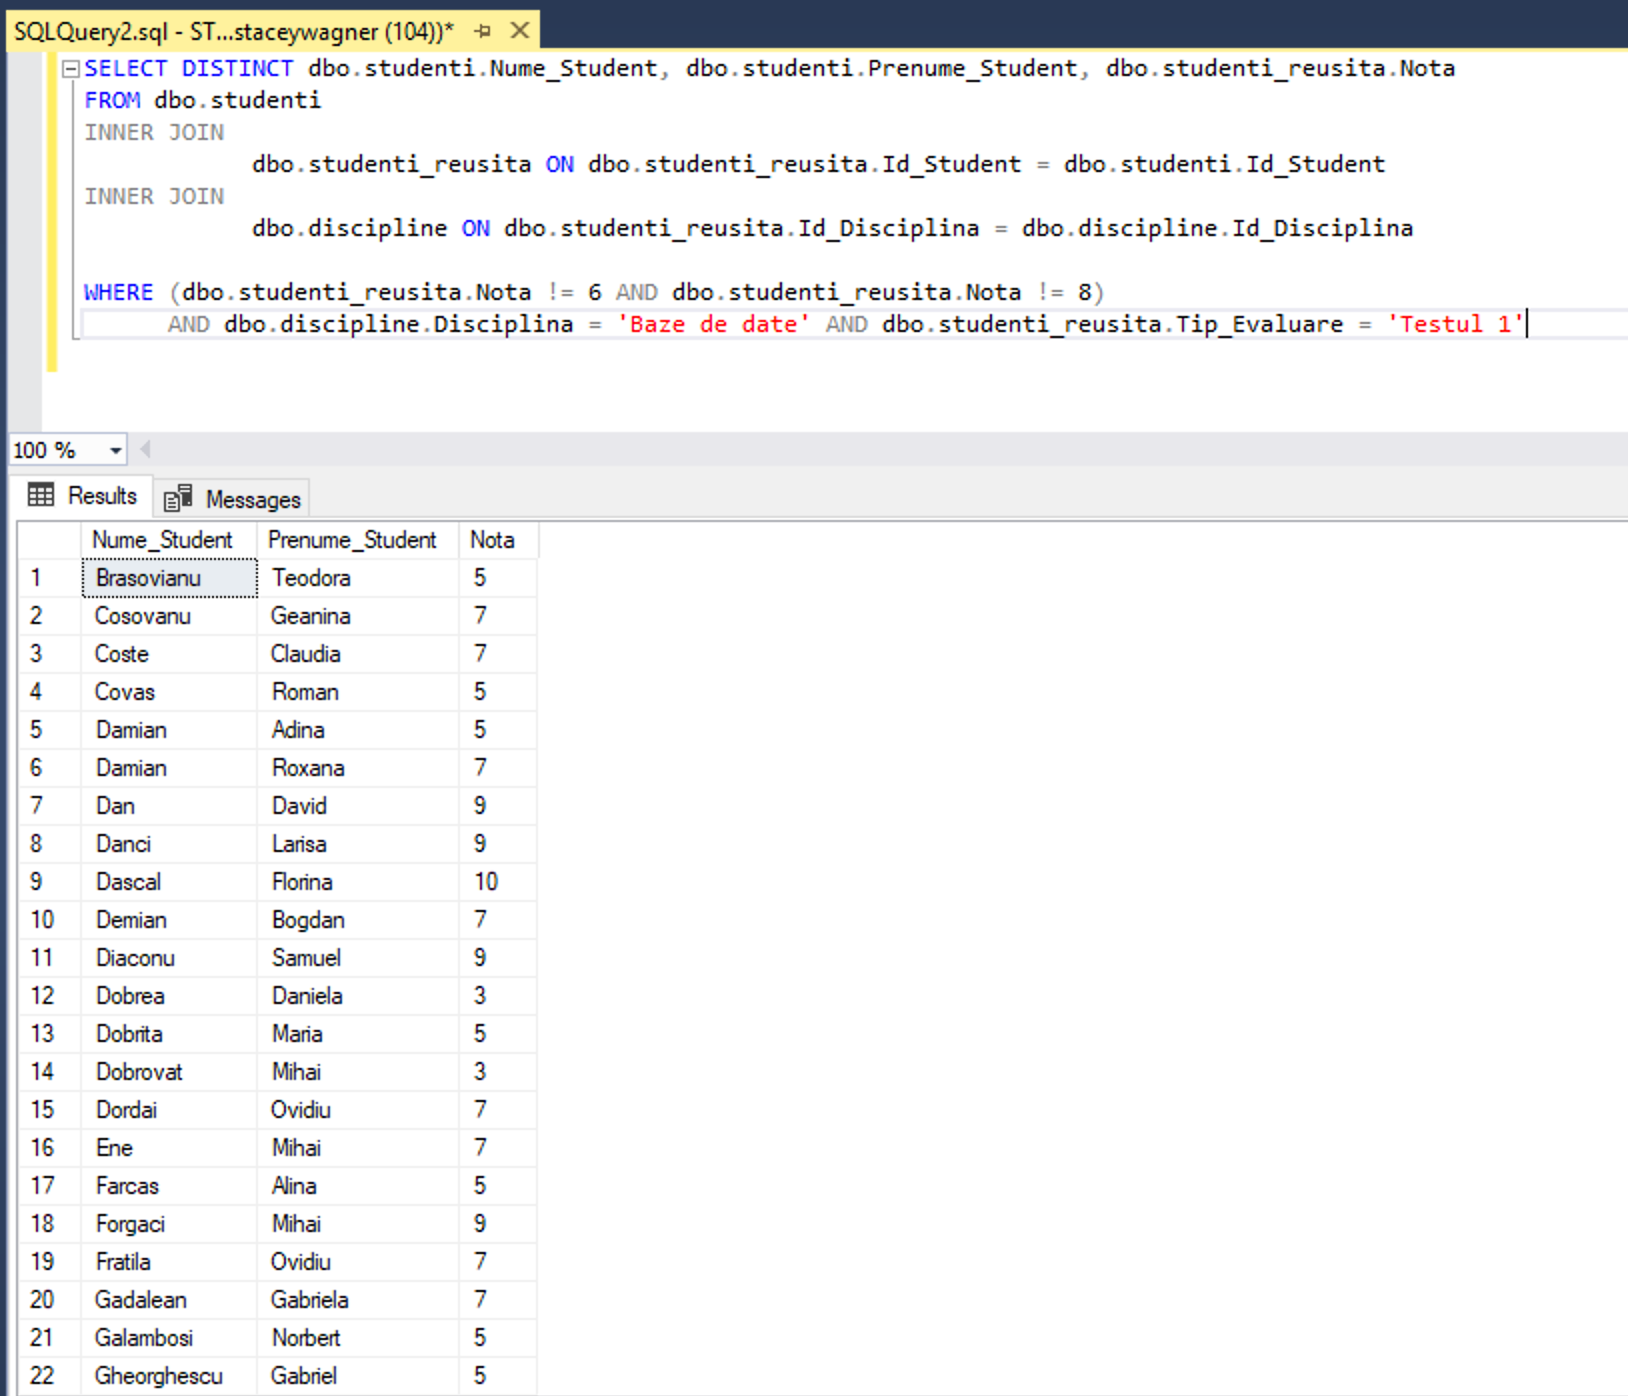 SQLQuery2.sql - ST...staceywagner (104))*
SELECT DISTINCT dbo.studenti.Nume_Student, dbo.studenti.Prenume_Student, dbo.studenti_reusita.Nota
FROM dbo.studenti
INNER JOIN
dbo.studenti_reusita ON dbo.studenti_reusita.Id_Student = dbo.studenti.Id_Student
INNER JOIN
dbo.discipline ON dbo.studenti_reusita.Id_Disciplina = dbo.discipline.Id_Disciplina
WHERE (dbo.studenti_reusita.Nota != 6 AND dbo.studenti_reusita.Nota != 8)
AND dbo.discipline.Disciplina = 'Baze de date' AND dbo.studenti_reusita.Tip_Evaluare = 'Testul 1'
100 %
Results Messages
Nume_Student Prenume_Student Nota
1 Brasovianu Teodora 5
2 Cosovanu Geanina 7
3 Coste Claudia 7
4 Covas Roman 5
5 Damian Adina 5
6 Damian Roxana 7
7 Dan David 9
8 Danci Larisa 9
9 Dascal Florina 10
10 Demian Bogdan 7
11 Diaconu Samuel 9
12 Dobrea Daniela 3
13 Dobrita Maria 5
14 Dobrovat Mihai 3
15 Dordai Ovidiu 7
16 Ene Mihai 7
17 Farcas Alina 5
18 Forgaci Mihai 9
19 Fratila Ovidiu 7
20 Gadalean Gabriela 7
21 Galambosi Norbert 5
22 Gheorghescu Gabriel 5